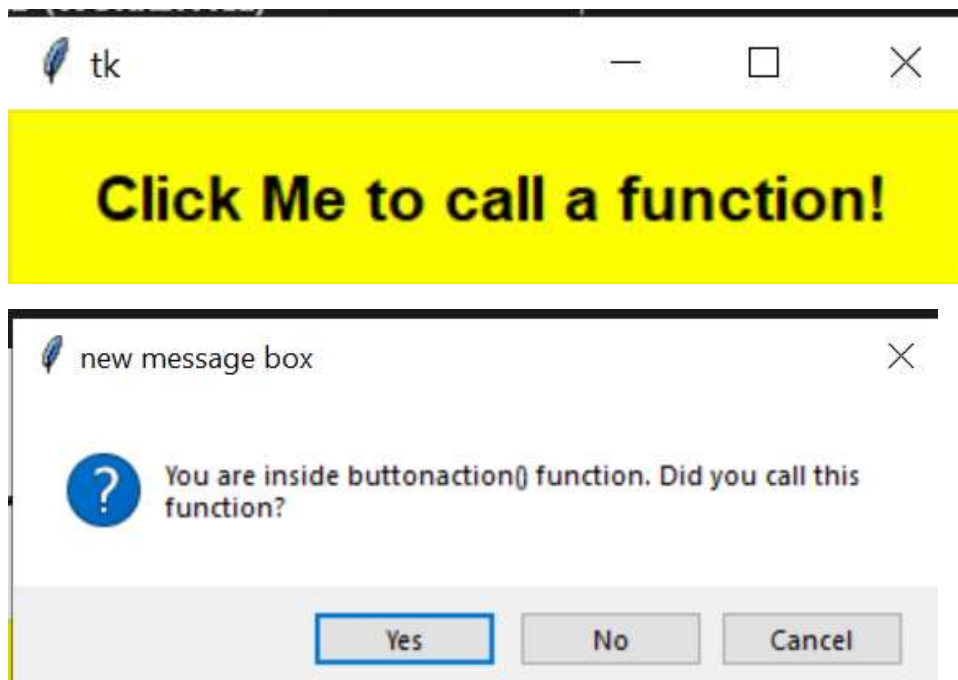 tk
Click Me to call a function!
new message box
You are inside buttonaction() function. Did you call this
function?
Yes No Cancel